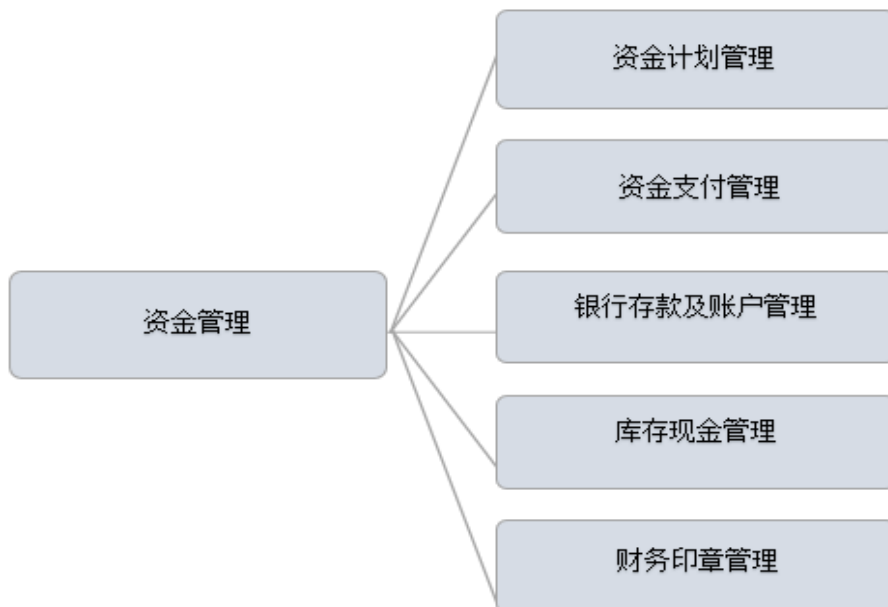 资金计划管理
资金支付管理
银行存款及账户管理
资金管理
库存现金管理
财务印章管理